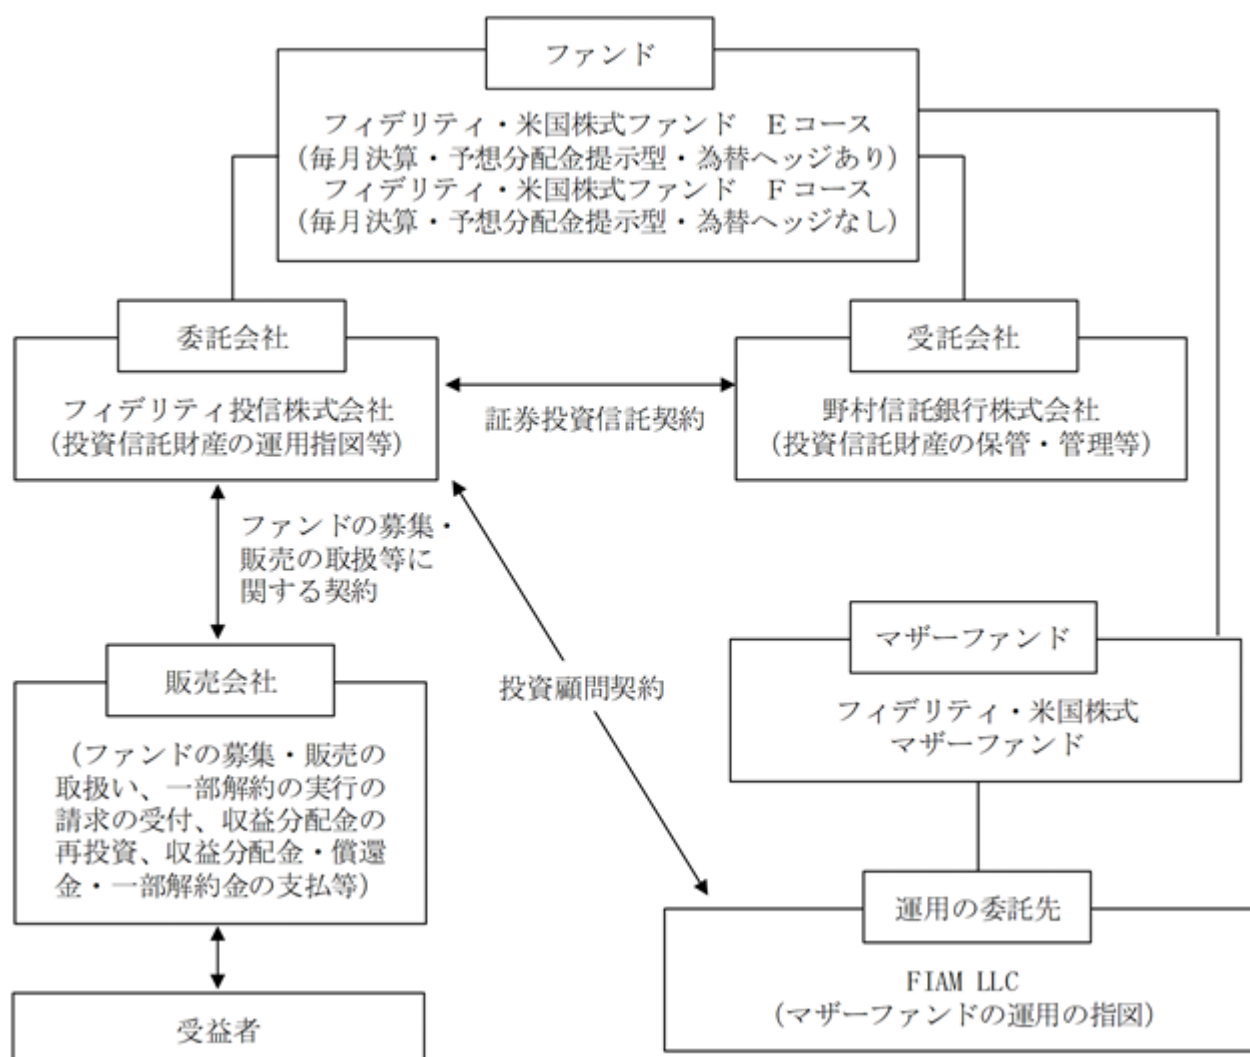 ファンド
フィデリティ・米国株式ファンド　Eコース
(毎月決算・予想分配金提示型・為替ヘッジあり)
フィデリティ・米国株式ファンド　Fコース
(毎月決算・予想分配金提示型・為替ヘッジなし)
委託会社
フィデリティ投信株式会社
(投資信託財産の運用指図等)
証券投資信託契約
受託会社
野村信託銀行株式会社
(投資信託財産の保管・管理等)
ファンドの募集・
販売の取扱等に
関する契約
投資顧問契約
マザーファンド
フィデリティ・米国株式
マザーファンド
販売会社
(ファンドの募集・販売の
取扱い、一部解約の実行の
請求の受付、収益分配金の
再投資、収益分配金・償還
金・一部解約金の支払等)
運用の委託先
FIAM LLC
(マザーファンドの運用の指図)
受益者